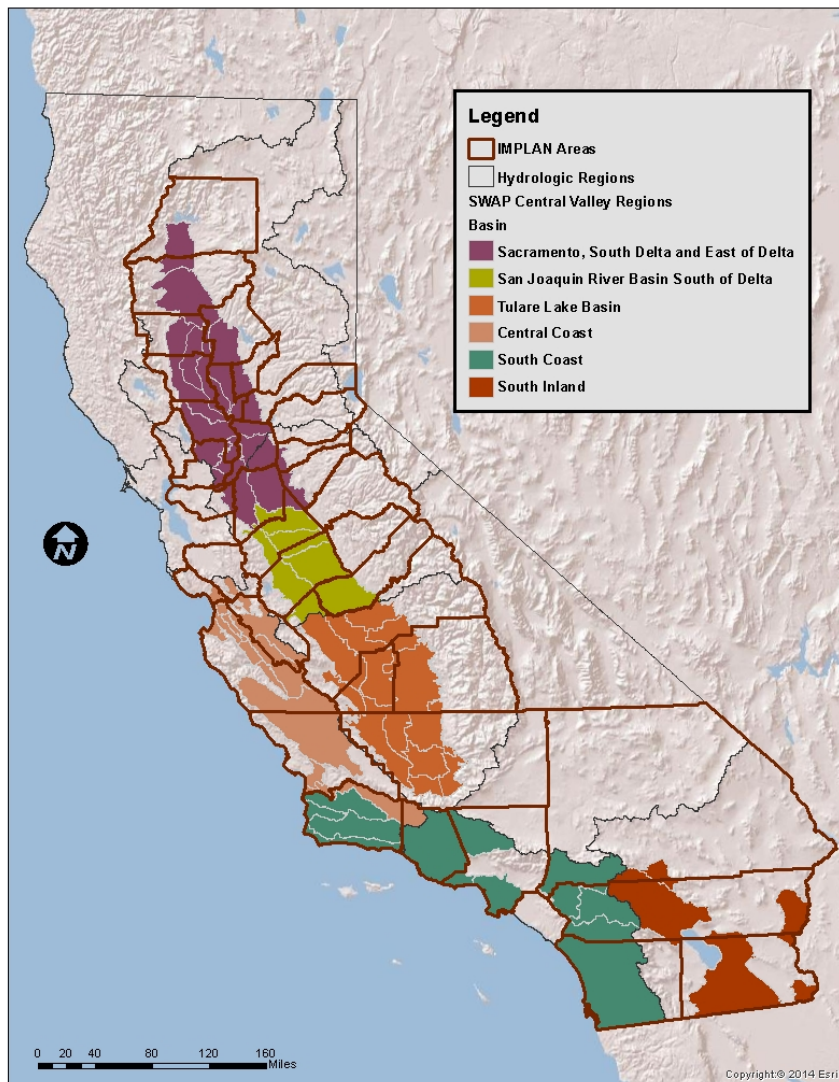 Legend
IMPLAN Areas
Hydrologic Regions
SWAP Central Valley Regions
Basin
Sacramento, South Delta and East of Delta
San Joaquin River Basin South of Delta
Tulare Lake Basin
Central Coast
South Coast
South Inland
N
0 20 40 80 120 160
Miles
Copyright:© 2014 Esri